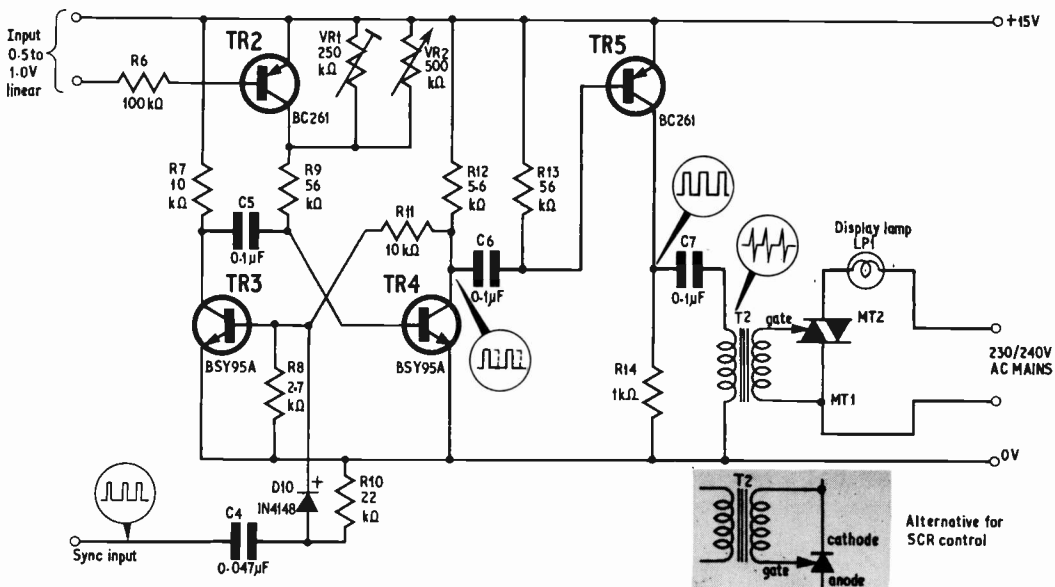 Input
0.5 to
1.0V
linear
R6
100 kΩ
TR2
BC261
VR1
250
kΩ
VR2
500
kΩ
TR5
BC261
+15V
R7
10
kΩ
R9
56
kΩ
C5
0·1µF
R11
10kΩ
R12
5·6
kΩ
R13
56
kΩ
C6
0·1µF
TR3
BSY95A
TR4
BSY95A
R8
2·7
kΩ
C7
0·1µF
T2
Display lamp
LP1
gate
MT2
MT1
230/240V
AC MAINS
R14
1kΩ
0V
D10
IN4148
+
R10
22
kΩ
C4
0·047µF
Sync input
T2
gate
cathode
anode
Alternative for
SCR control